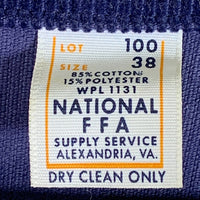 LOT 100
SIZE 38
85% COTTON
15% POLYESTER
WPL 1131
NATIONAL
FFA
SUPPLY SERVICE
ALEXANDRIA, VA.
DRY CLEAN ONLY